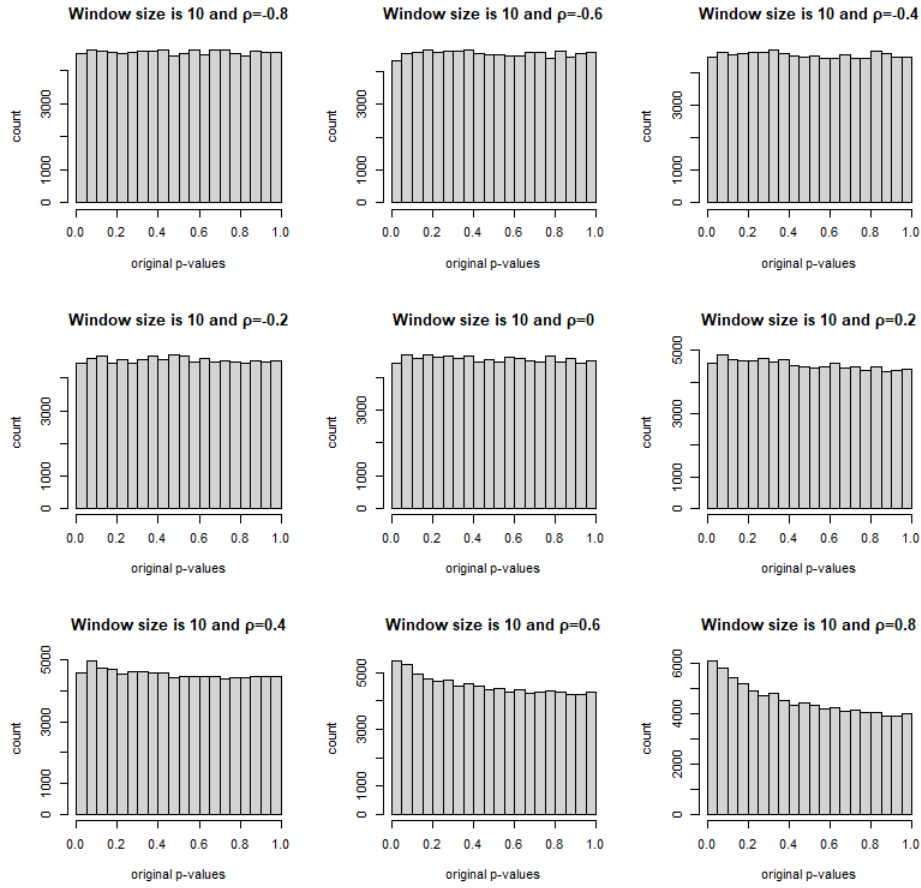 Window size is 10 and ρ=-0.8
count
0 1000 3000
0.0 0.2 0.4 0.6 0.8 1.0
original p-values
Window size is 10 and ρ=-0.6
count
0 1000 3000
0.0 0.2 0.4 0.6 0.8 1.0
original p-values
Window size is 10 and ρ=-0.4
count
0 1000 3000
0.0 0.2 0.4 0.6 0.8 1.0
original p-values
Window size is 10 and ρ=-0.2
count
0 1000 3000
0.0 0.2 0.4 0.6 0.8 1.0
original p-values
Window size is 10 and ρ=0
count
0 1000 3000
0.0 0.2 0.4 0.6 0.8 1.0
original p-values
Window size is 10 and ρ=0.2
count
0 1000 3000 5000
0.0 0.2 0.4 0.6 0.8 1.0
original p-values
Window size is 10 and ρ=0.4
count
0 1000 3000 5000
0.0 0.2 0.4 0.6 0.8 1.0
original p-values
Window size is 10 and ρ=0.6
count
0 1000 3000 5000
0.0 0.2 0.4 0.6 0.8 1.0
original p-values
Window size is 10 and ρ=0.8
count
0 2000 4000 6000
0.0 0.2 0.4 0.6 0.8 1.0
original p-values